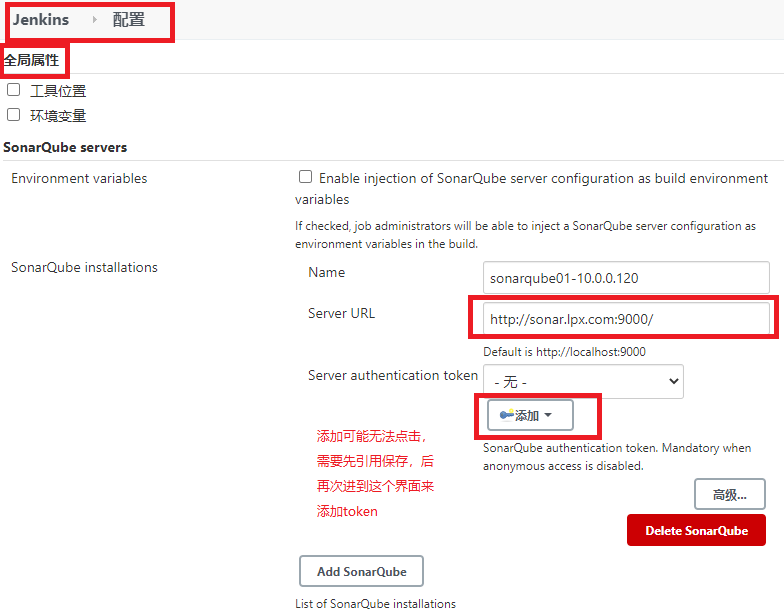 Jenkins 配置
全局属性
工具位置
环境变量
SonarQube servers
Environment variables
Enable injection of SonarQube server configuration as build environment
variables
If checked, job administrators will be able to inject a SonarQube server configuration as
environment variables in the build.
SonarQube installations
Name
sonarqube01-10.0.0.120
Server URL
http://sonar.lpx.com:9000/
Default is http://localhost:9000
Server authentication token
- 无 -
添加
SonarQube authentication token. Mandatory when
anonymous access is disabled.
添加可能无法点击，
需要先引用保存，后
再次进到这个界面来
添加token
高级...
Delete SonarQube
Add SonarQube
List of SonarQube installations